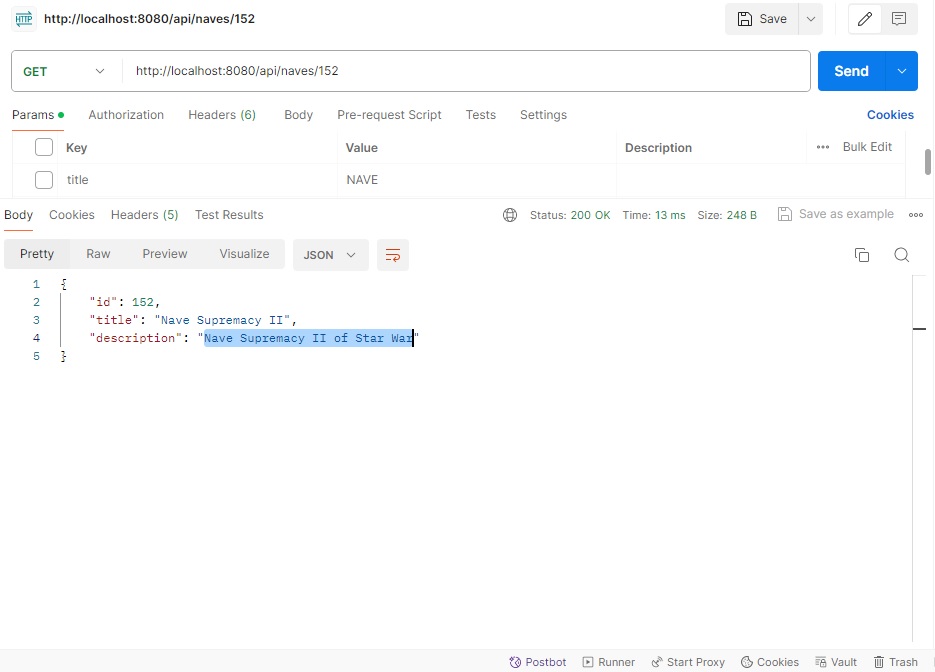 HTTP http://localhost:8080/api/naves/152 Save
GET http://localhost:8080/api/naves/152 Send
Params Authorization Headers (6) Body Pre-request Script Tests Settings Cookies
Key Value Description Bulk Edit
title NAVE
Body Cookies Headers (5) Test Results Status: 200 OK Time: 13 ms Size: 248 B Save as example
Pretty Raw Preview Visualize JSON
1 {
2 "id": 152,
3 "title": "Nave Supremacy II",
4 "description": "Nave Supremacy II of Star War"
5 }
Postbot Runner Start Proxy Cookies Vault Trash